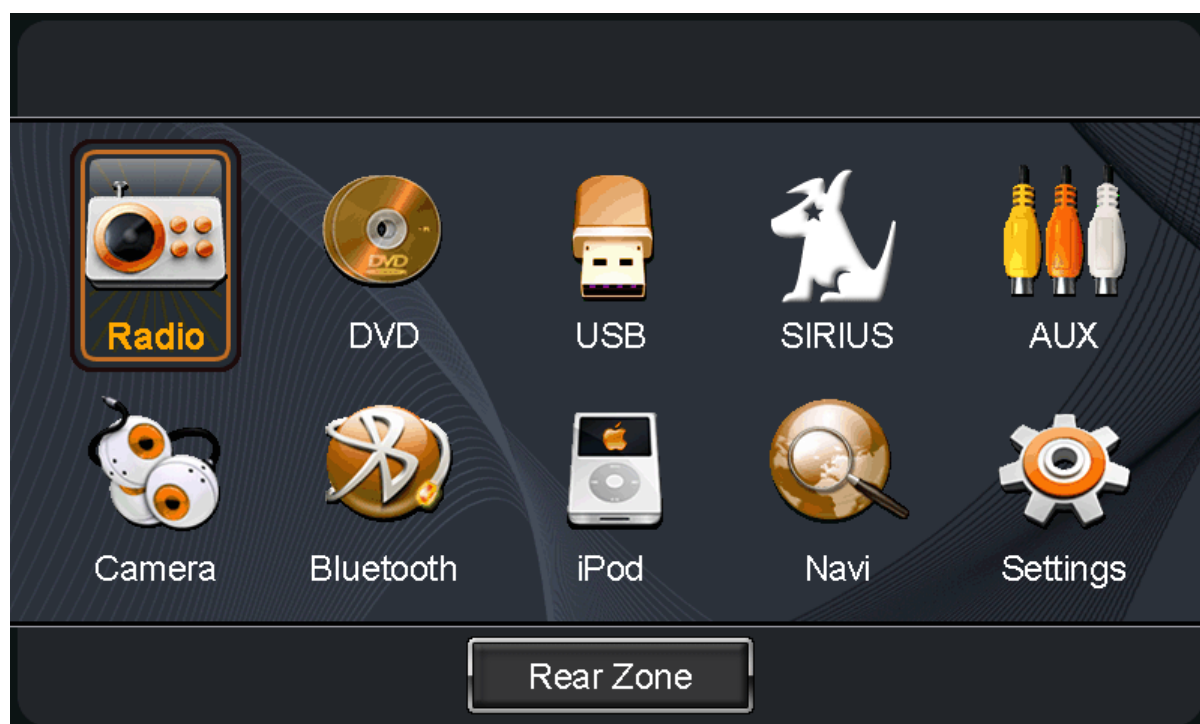 Radio
DVD
USB
SIRIUS
AUX
Camera
Bluetooth
iPod
Navi
Settings
Rear Zone